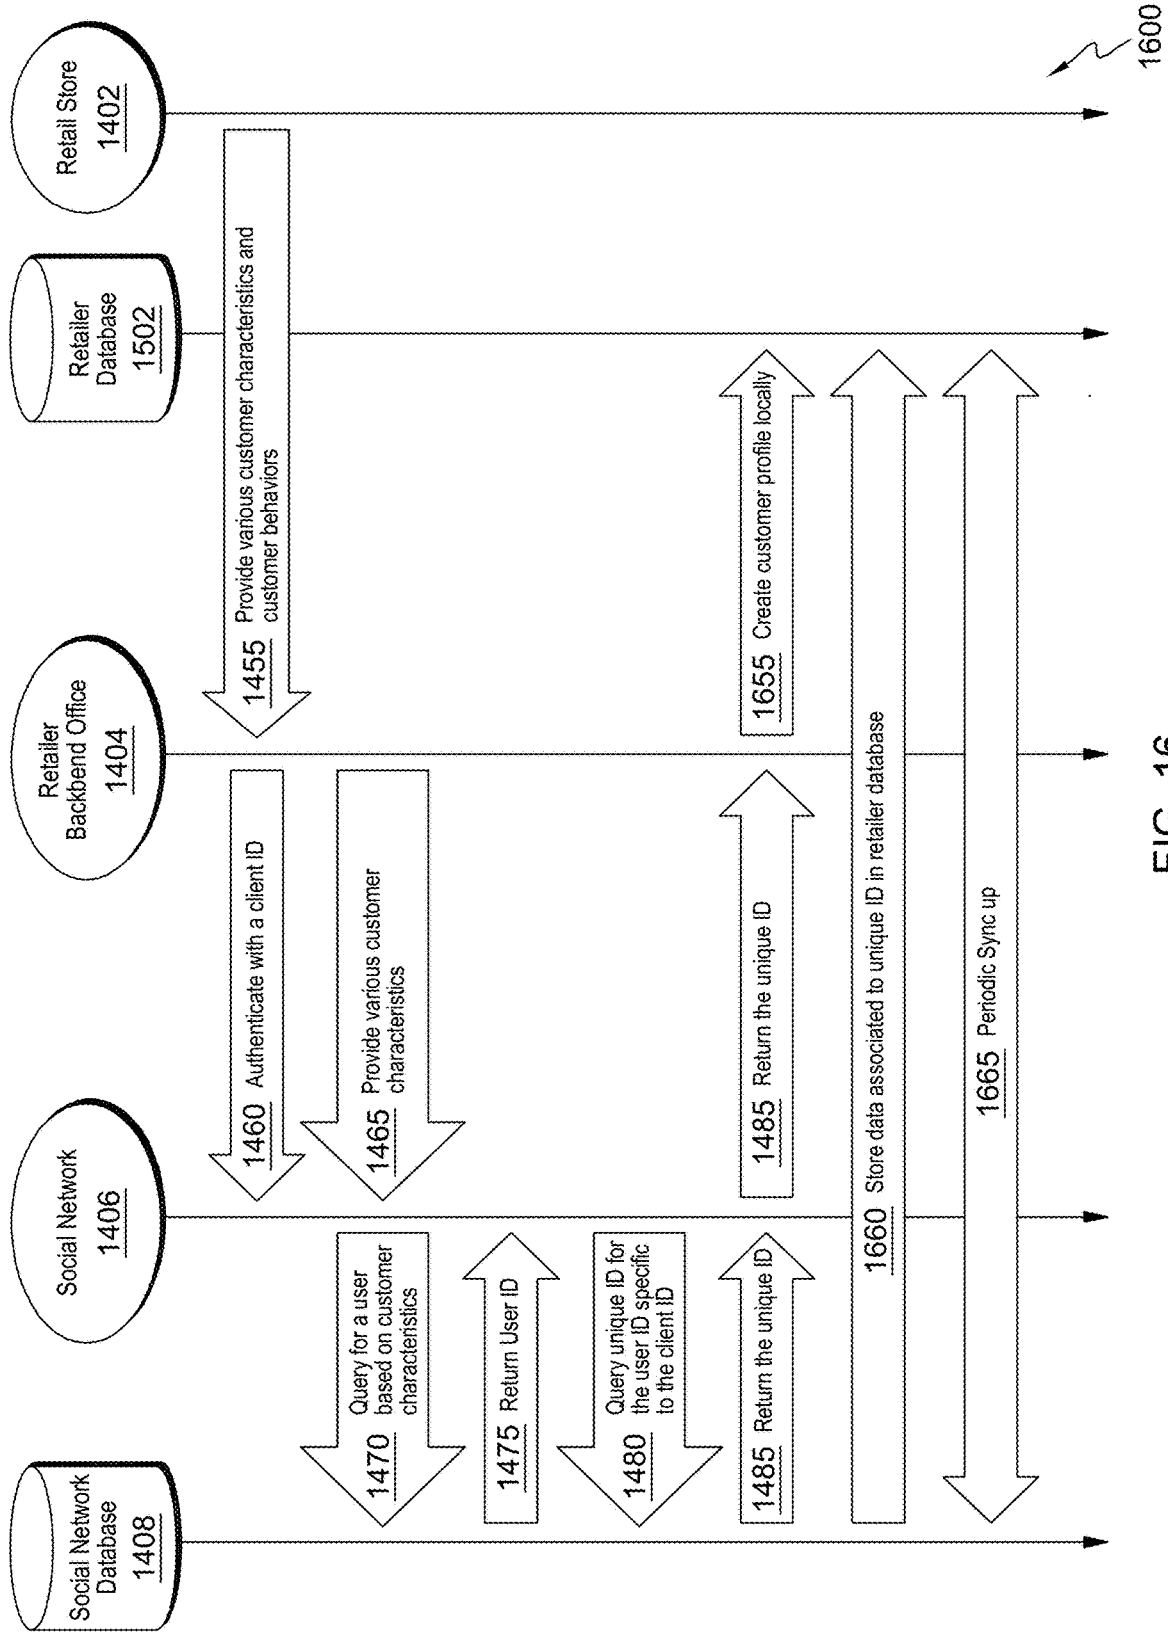 Social Network
Database
1408
Social Network
1406
Retailer
Backbend Office
1404
Retailer
Database
1502
Retail Store
1402
1455 Provide various customer characteristics and
customer behaviors
1460 Authenticate with a client ID
1465 Provide various customer
characteristics
1470 Query for a user
based on customer
characteristics
1475 Return User ID
1480 Query unique ID for
the user ID specific
to the client ID
1485 Return the unique ID
1485 Return the unique ID
1655 Create customer profile locally
1660 Store data associated to unique ID in retailer database
1665 Periodic Sync up
1600
FIG. 16